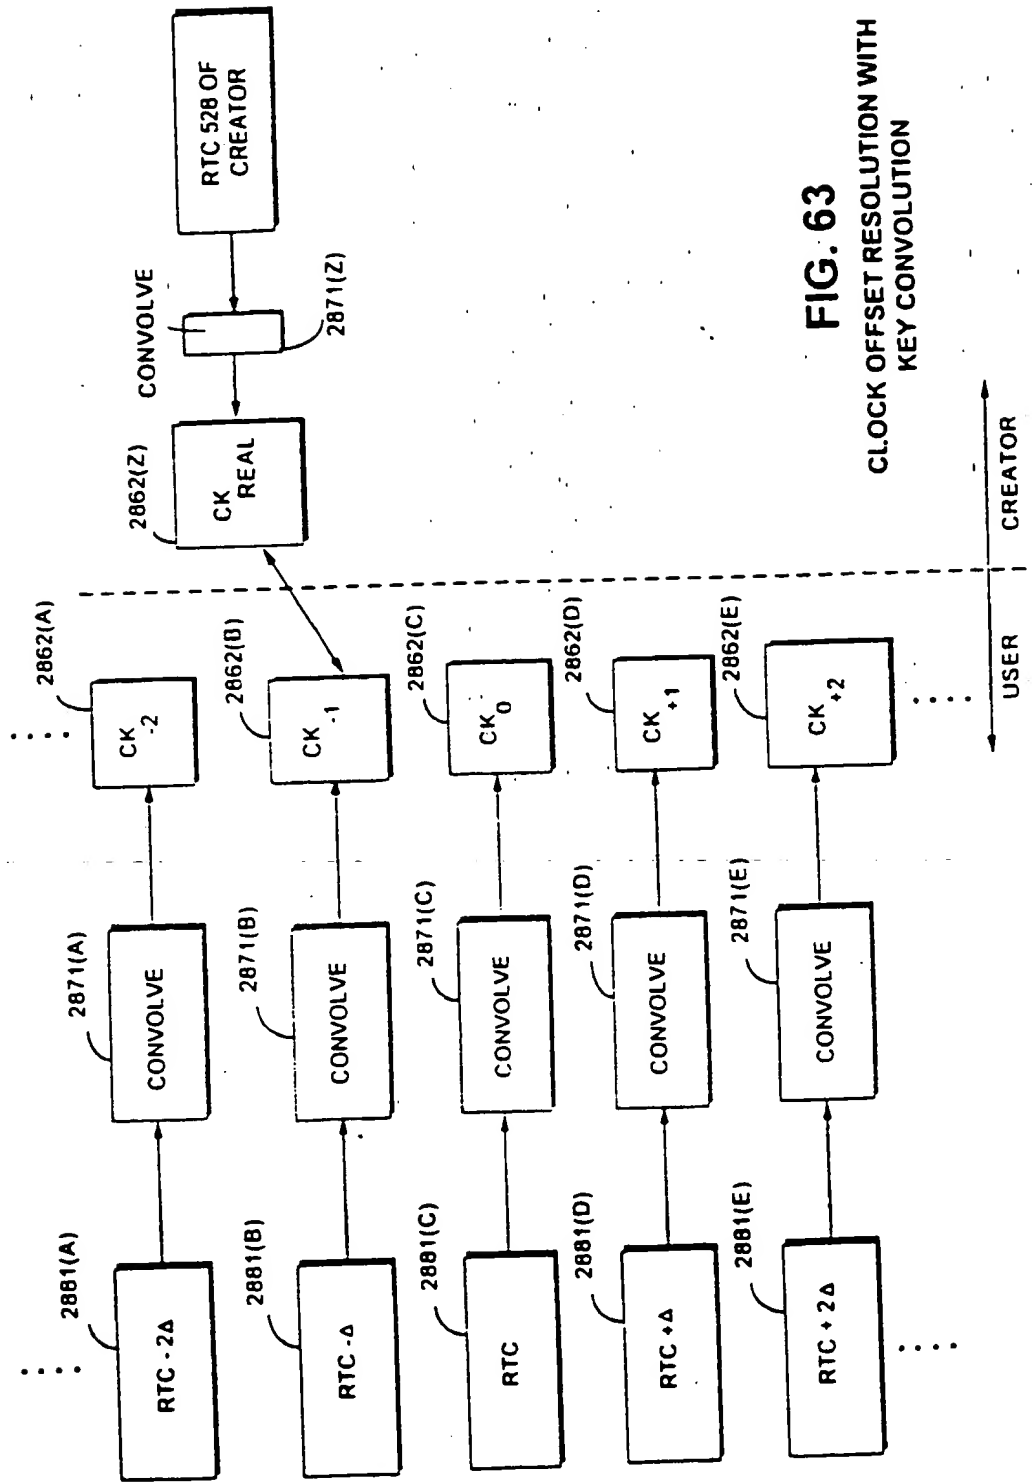 2881(A)
RTC - 2Δ
2871(A)
CONVOLVE
2862(A)
CK -2
2881(B)
RTC -Δ
2871(B)
CONVOLVE
2862(B)
CK -1
2881(C)
RTC
2871(C)
CONVOLVE
2862(C)
CK 0
2881(D)
RTC +Δ
2871(D)
CONVOLVE
2862(D)
CK +1
2881(E)
RTC + 2Δ
2871(E)
CONVOLVE
2862(E)
CK +2
2862(Z)
CK REAL
CONVOLVE
2871(Z)
RTC 528 OF
CREATOR
USER
CREATOR
FIG. 63
CLOCK OFFSET RESOLUTION WITH
KEY CONVOLUTION